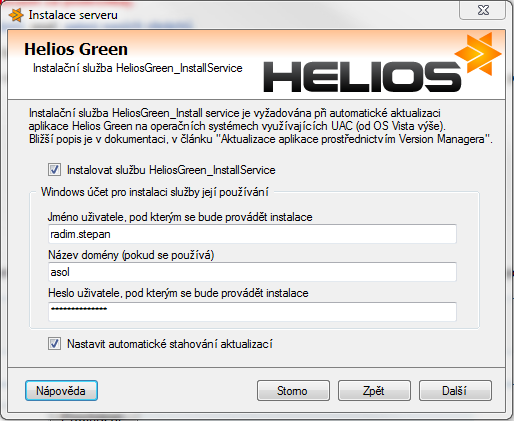 Instalace serveru
Helios Green
Instalační služba HeliosGreen_InstallService
HELIOS
Instalační služba HeliosGreen_Install service je vyžadována při automatické aktualizaci
aplikace Helios Green na operačních systémech využívajících UAC (od OS Vista výše).
Bližší popis je v dokumentaci, v článku "Aktualizace aplikace prostřednictvím Version Managera".
Instalovat službu HeliosGreen_InstallService
Windows účet pro instalaci služby její používání
Jméno uživatele, pod kterým se bude provádět instalace
radim.stepan
Název domény (pokud se používá)
asol
Heslo uživatele, pod kterým se bude provádět instalace
**************
Nastavit automatické stahování aktualizací
Nápověda
Storno
Zpět
Další